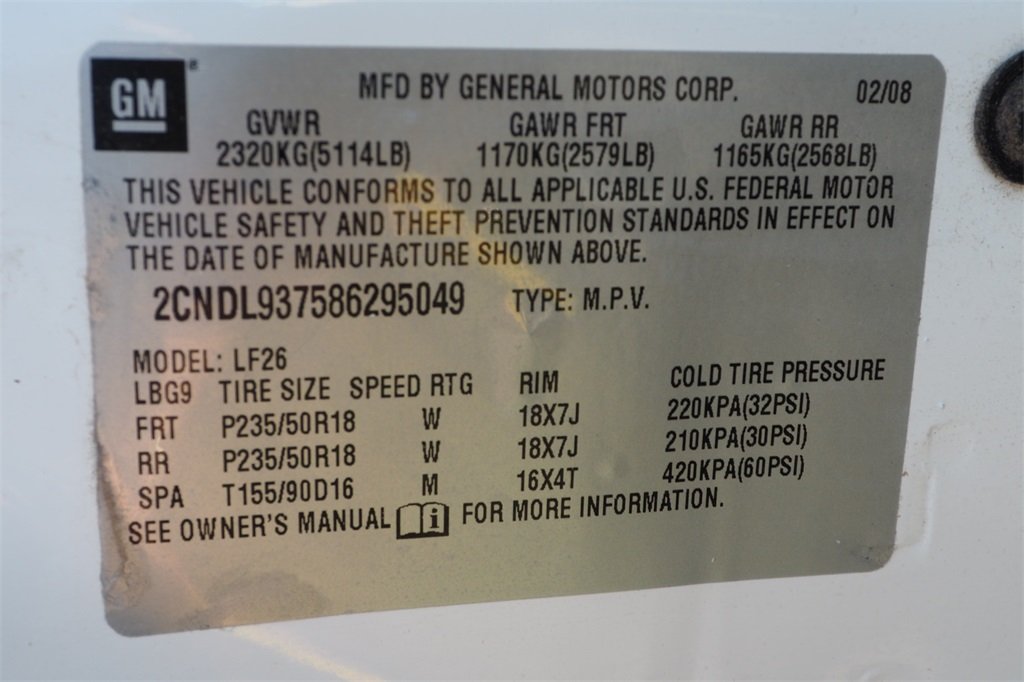 GM
MFD BY GENERAL MOTORS CORP. 02/08
GVWR GAWR FRT GAWR RR
2320KG(5114LB) 1170KG(2579LB) 1165KG(2568LB)
THIS VEHICLE CONFORMS TO ALL APPLICABLE U.S. FEDERAL MOTOR
VEHICLE SAFETY AND THEFT PREVENTION STANDARDS IN EFFECT ON
THE DATE OF MANUFACTURE SHOWN ABOVE.
2CNDL937586295049 TYPE: M.P.V.
MODEL: LF26
LBG9 TIRE SIZE SPEED RTG RIM COLD TIRE PRESSURE
FRT P235/50R18 W 18X7J 220KPA(32PSI)
RR P235/50R18 W 18X7J 210KPA(30PSI)
SPA T155/90D16 M 16X4T 420KPA(60PSI)
SEE OWNER'S MANUAL i FOR MORE INFORMATION.